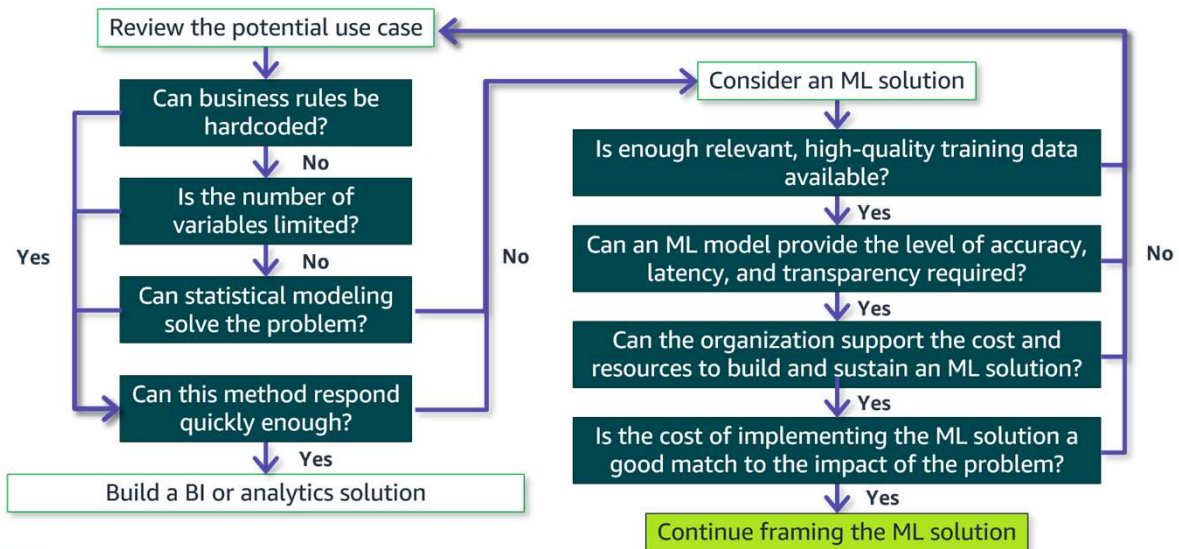 Review the potential use case
Can business rules be
hardcoded?
No
Is the number of
variables limited?
No
Can statistical modeling
solve the problem?
Yes
No
Can this method respond
quickly enough?
Yes
Build a BI or analytics solution
Consider an ML solution
Is enough relevant, high-quality training data
available?
Yes
Can an ML model provide the level of accuracy,
latency, and transparency required?
No
Yes
Can the organization support the cost and
resources to build and sustain an ML solution?
Yes
Is the cost of implementing the ML solution a
good match to the impact of the problem?
Yes
Continue framing the ML solution